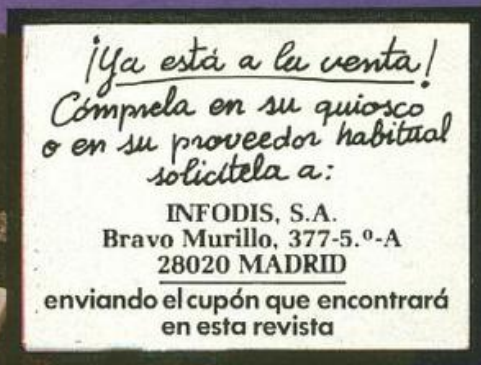 ¡Ya está a la venta!
Cómprela en su quiosco
o en su proveedor habitual
solicítela a:
INFODIS, S.A.
Bravo Murillo, 377-5.º-A
28020 MADRID
enviando el cupón que encontrará
en esta revista